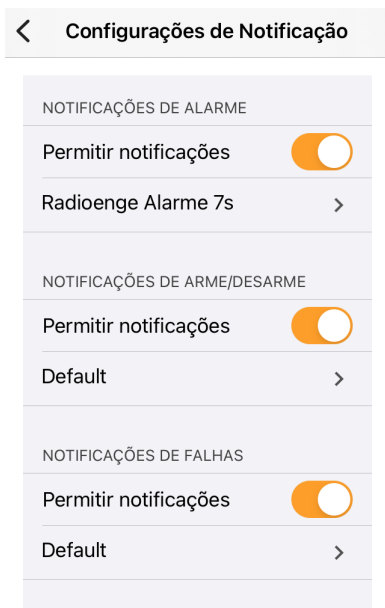 Configurações de Notificação
NOTIFICAÇÕES DE ALARME
Permitir notificações
Radioenge Alarme 7s
NOTIFICAÇÕES DE ARME/DESARME
Permitir notificações
Default
NOTIFICAÇÕES DE FALHAS
Permitir notificações
Default